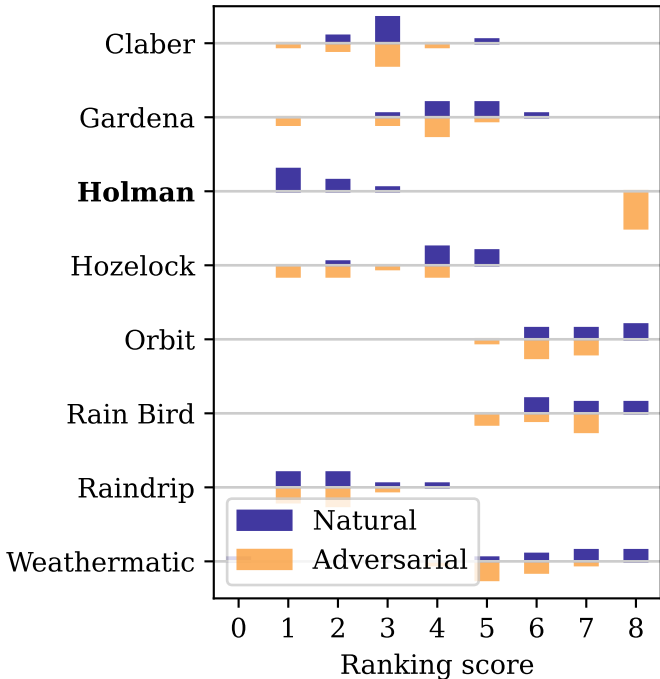 Claber
Gardena
Holman
Hozelock
Orbit
Rain Bird
Raindrip
Natural
Weathermatic
Adversarial
0 1 2 3 4 5 6 7 8
Ranking score